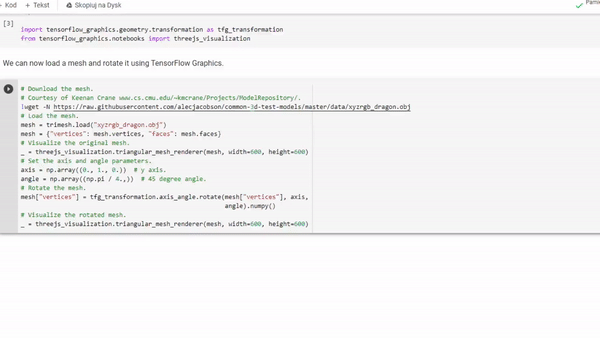 + Kod + Tekst Skopiuj na Dysk
[3]
import tensorflow_graphics.geometry.transformation as tfg_transformation
from tensorflow_graphics.notebooks import threejs_visualization
We can now load a mesh and rotate it using TensorFlow Graphics.
# Download the mesh.
# Courtesy of Keenan Crane www.cs.cmu.edu/~kmcrane/Projects/ModelRepository/.
!wget -N https://raw.githubusercontent.com/alecjacobson/common-3d-test-models/master/data/xyzrgb_dragon.obj
# Load the mesh.
mesh = trimesh.load("xyzrgb_dragon.obj")
mesh = {"vertices": mesh.vertices, "faces": mesh.faces}
# Visualize the original mesh.
_ = threejs_visualization.triangular_mesh_renderer(mesh, width=600, height=600)
# Set the axis and angle parameters.
axis = np.array((0., 1., 0.)) # y axis.
angle = np.array((np.pi / 4.,)) # 45 degree angle.
# Rotate the mesh.
mesh["vertices"] = tfg_transformation.axis_angle.rotate(mesh["vertices"], axis,
angle).numpy()
# Visualize the rotated mesh.
_ = threejs_visualization.triangular_mesh_renderer(mesh, width=600, height=600)